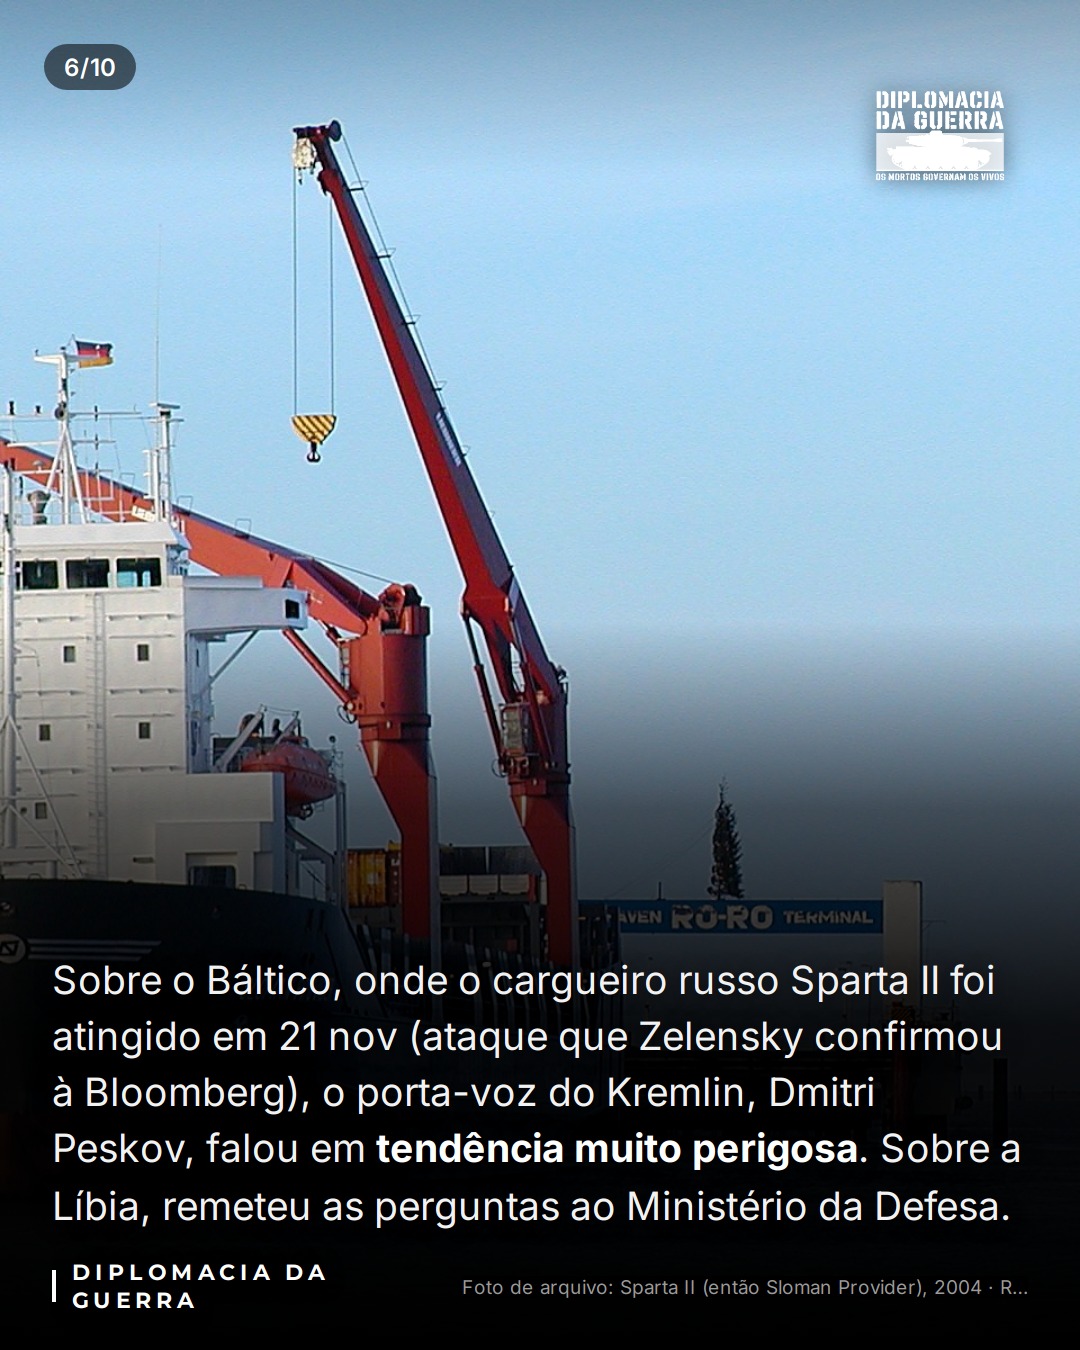 6/10
DIPLOMACIA
DA GUERRA
OS MORTOS GOVERNAM OS VIVOS
AVEN RO-RO TERMINAL
Sobre o Báltico, onde o cargueiro russo Sparta II foi
atingido em 21 nov (ataque que Zelensky confirmou
à Bloomberg), o porta-voz do Kremlin, Dmitri
Peskov, falou em tendência muito perigosa. Sobre a
Líbia, remeteu as perguntas ao Ministério da Defesa.
DIPLOMACIA DA
GUERRA
Foto de arquivo: Sparta II (então Sloman Provider), 2004 · R...